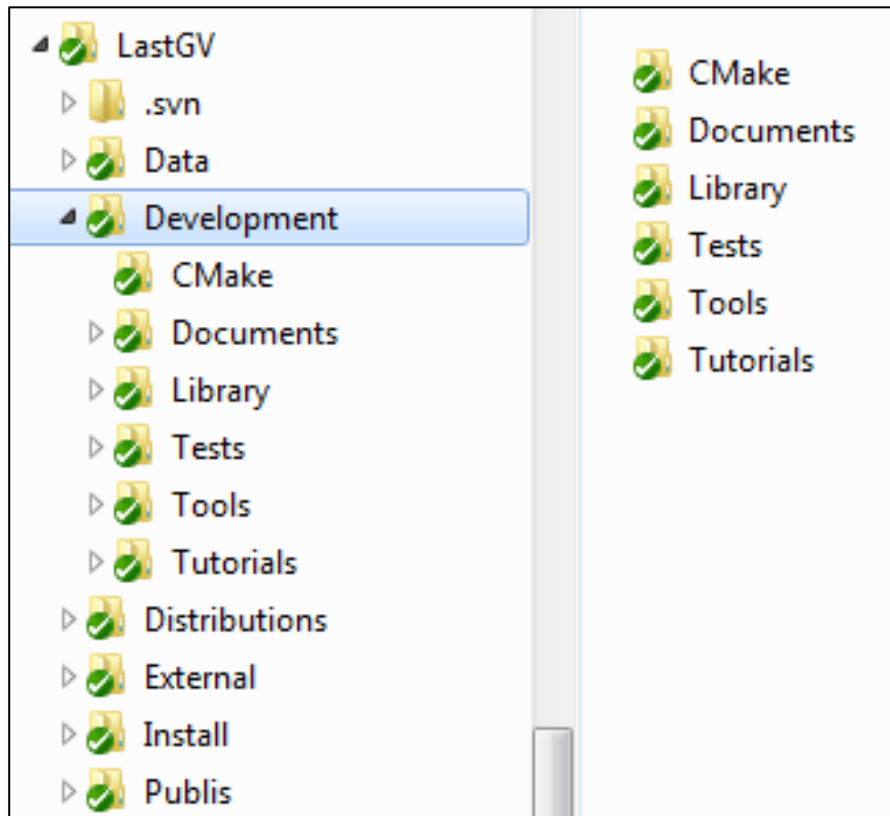 LastGV
.svn
Data
Development
CMake
Documents
Library
Tests
Tools
Tutorials
Distributions
External
Install
Publis
CMake
Documents
Library
Tests
Tools
Tutorials